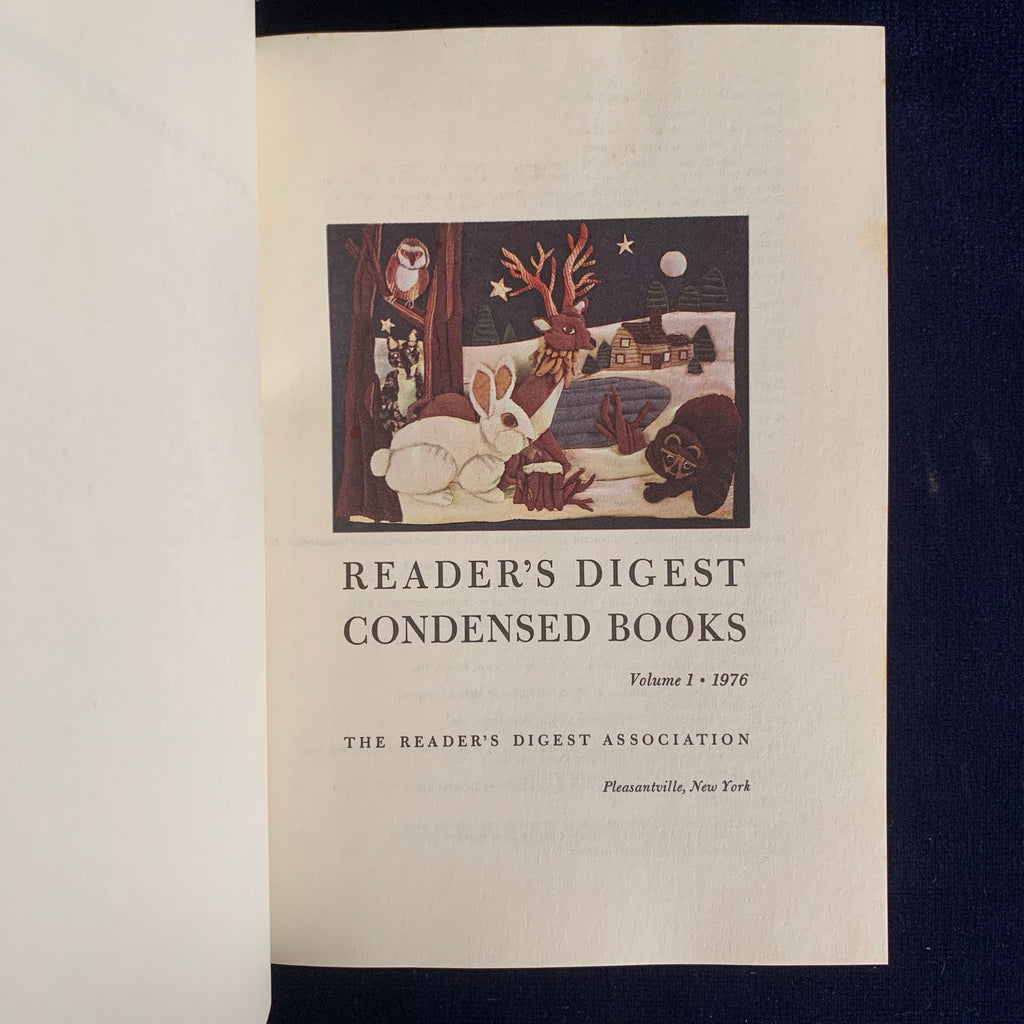 READER'S DIGEST
CONDENSED BOOKS
Volume 1 • 1976
THE READER'S DIGEST ASSOCIATION
Pleasantville, New York